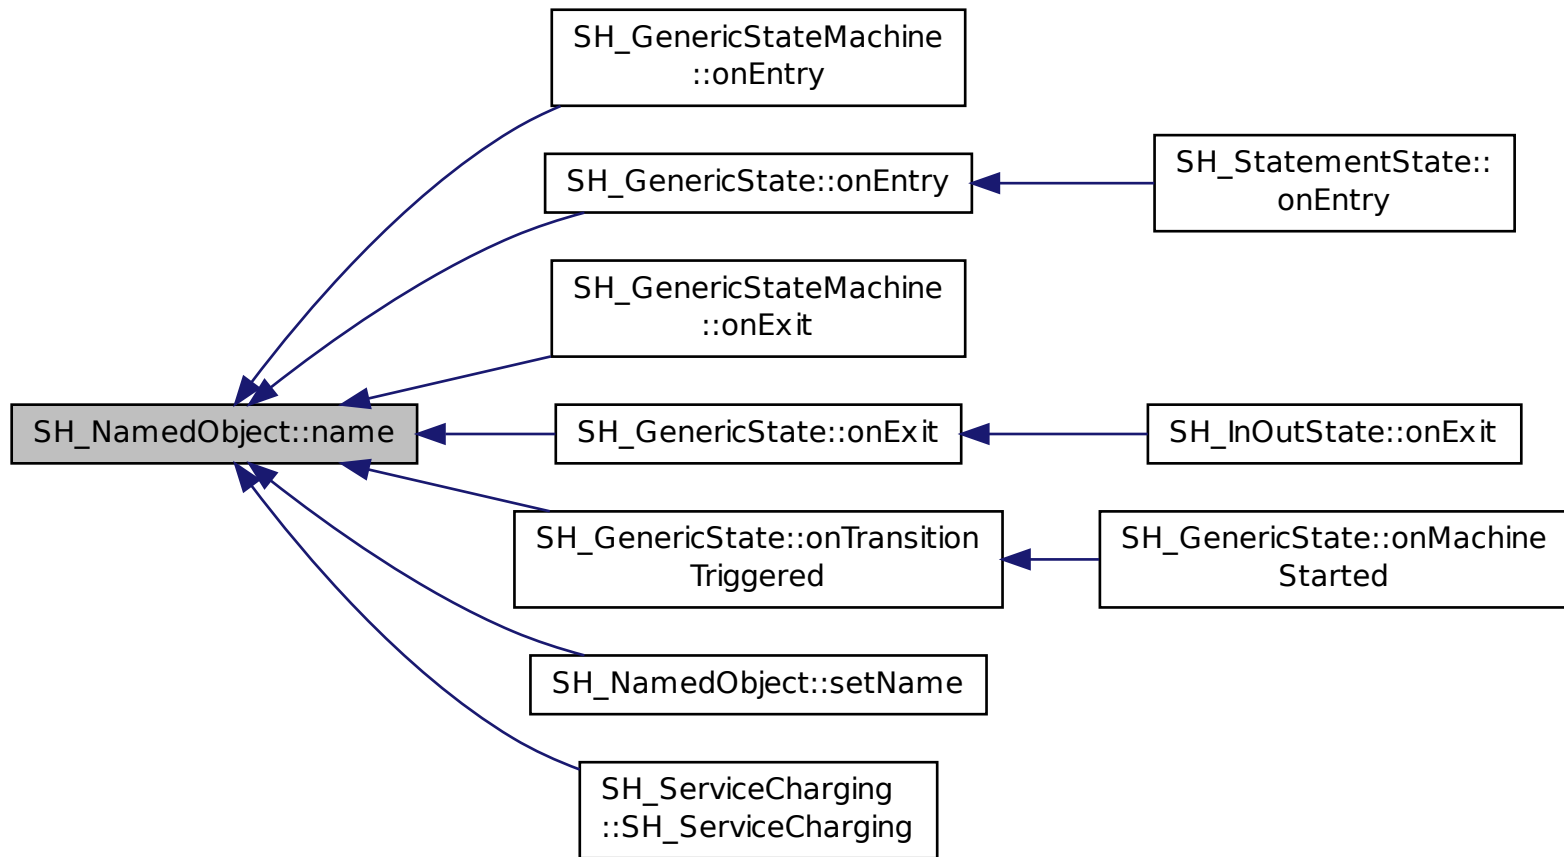 SH_GenericStateMachine
::onEntry
SH_GenericState::onEntry
SH_StatementState::
onEntry
SH_GenericStateMachine
::onExit
SH_NamedObject::name
SH_GenericState::onExit
SH_InOutState::onExit
SH_GenericState::onTransition
Triggered
SH_GenericState::onMachine
Started
SH_NamedObject::setName
SH_ServiceCharging
::SH_ServiceCharging